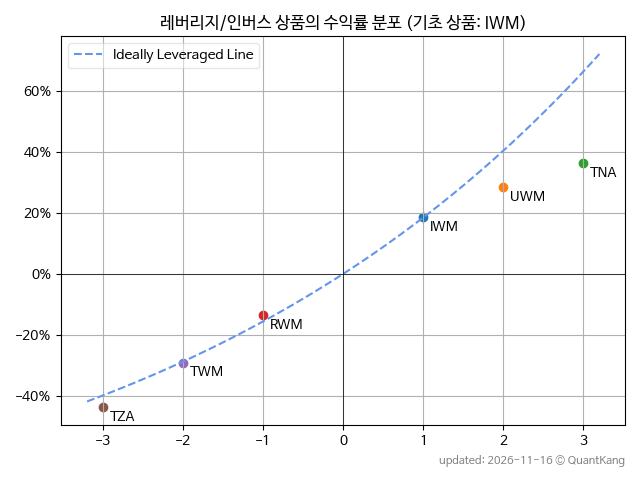 레버리지/인버스 상품의 수익률 분포 (기초 상품: IWM)
Ideally Leveraged Line
60%
40%
20%
0%
−20%
−40%
TNA
UWM
IWM
RWM
TWM
TZA
−3 −2 −1 0 1 2 3
updated: 2026-11-16 © QuantKang